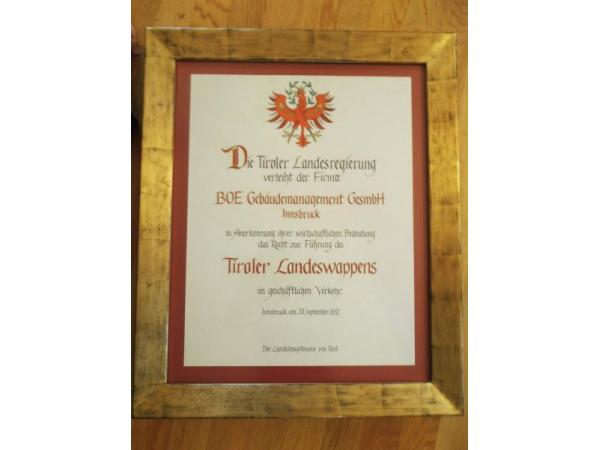 Die Tiroler Landesregierung
verleiht der Firma
BOE Gebäudemanagement GesmbH
Innsbruck
in Anerkennung ihrer wirtschaftlichen Bedeutung
das Recht zur Führung des
Tiroler Landeswappens
im geschäftlichen Verkehr.
Innsbruck, am 20. September 2012
Der Landeshauptmann von Tirol